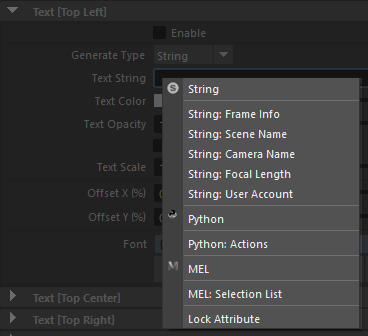 Text [Top Left]
Enable
Generate Type
String
Text String
Text Color
Text Opacity
Text Scale
Offset X (%)
Offset Y (%)
Font
S String
String: Frame Info
String: Scene Name
String: Camera Name
String: Focal Length
String: User Account
Python
Python: Actions
M MEL
MEL: Selection List
Lock Attribute
Text [Top Center]
Text [Top Right]